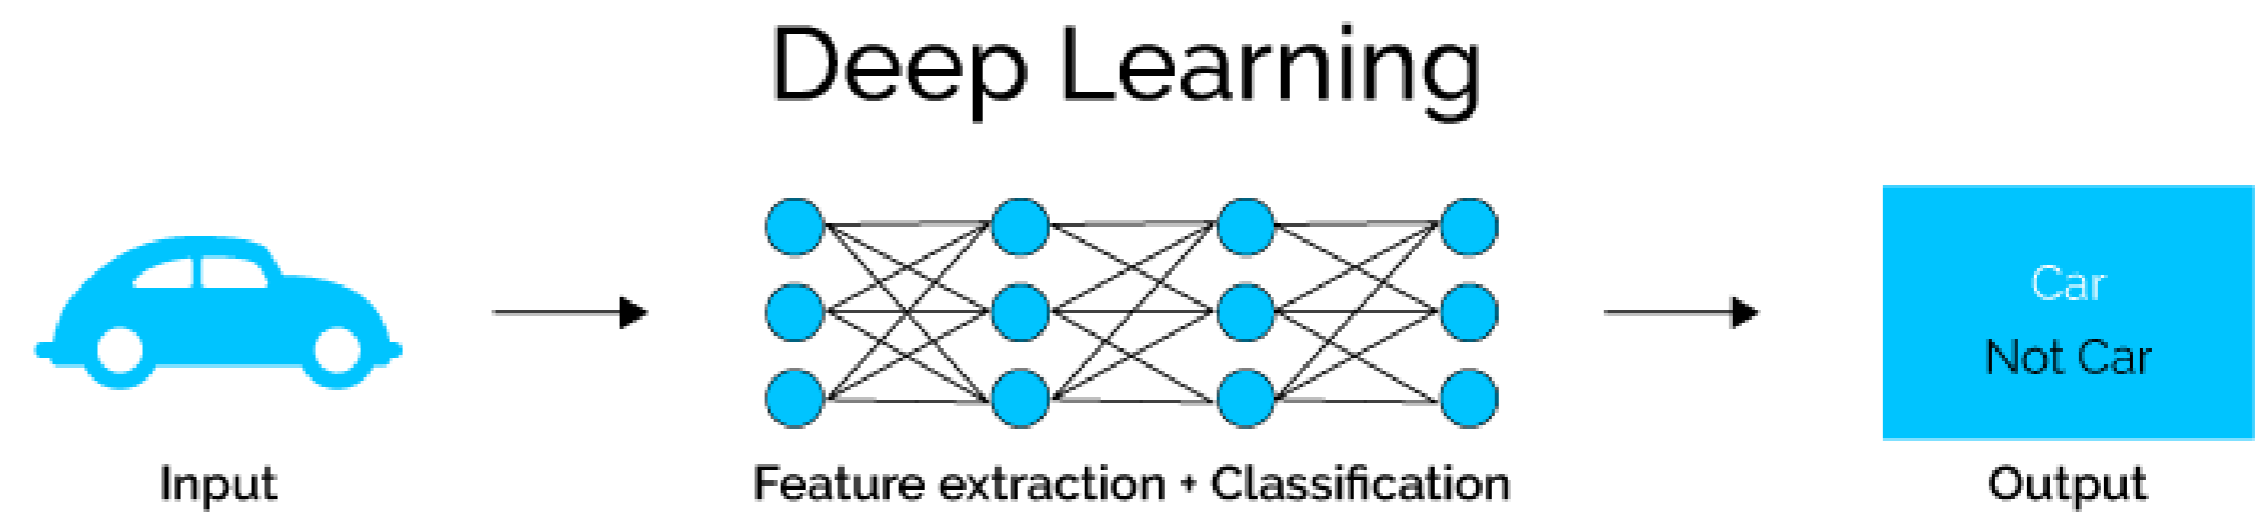 Deep Learning
Car
Not Car
Input
Feature extraction + Classification
Output